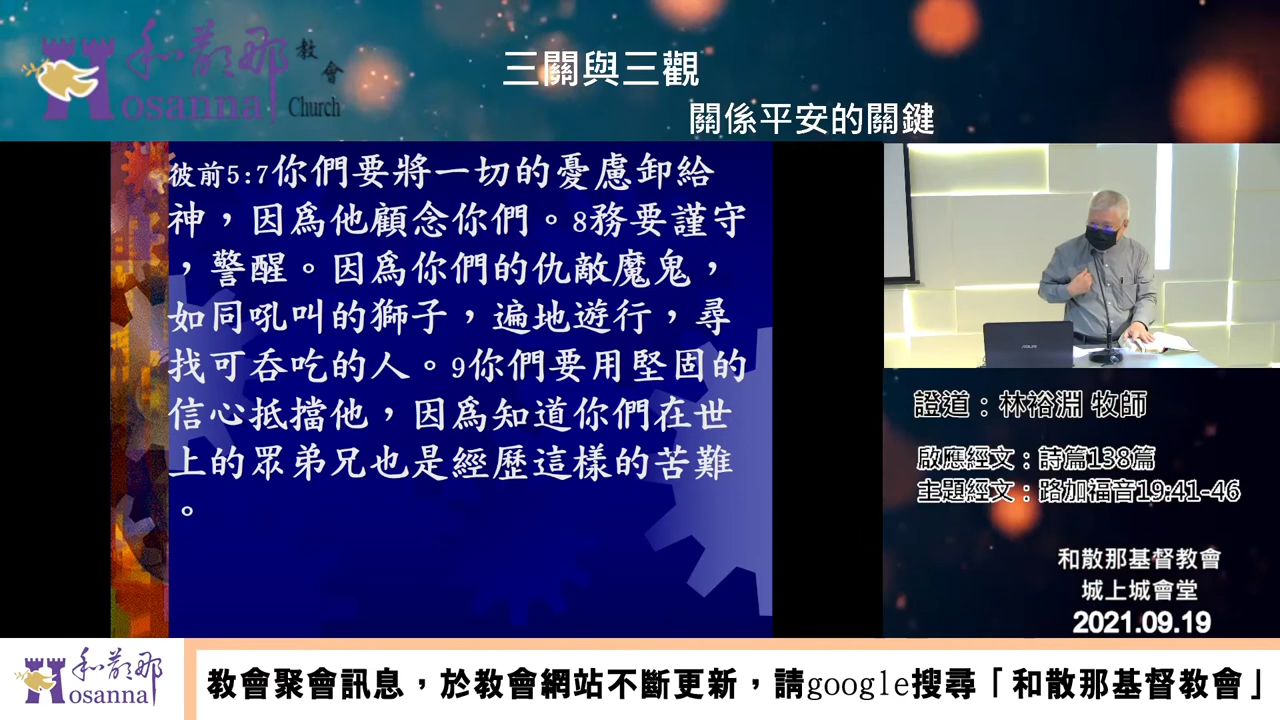 和散那
教會
Hosanna
Church
三關與三觀
關係平安的關鍵
彼前5:7你們要將一切的憂慮卸給
神，因為他顧念你們。8務要謹守
，警醒。因為你們的仇敵魔鬼，
如同吼叫的獅子，遍地遊行，尋
找可吞吃的人。9你們要用堅固的
信心抵擋他，因為知道你們在世
上的眾弟兄也是經歷這樣的苦難
。
ASUS
證道：林裕淵 牧師
啟應經文：詩篇138篇
主題經文：路加福音19:41-46
和散那基督教會
城上城會堂
2021.09.19
和散那
Hosanna
教會聚會訊息，於教會網站不斷更新，請google搜尋「和散那基督教會」